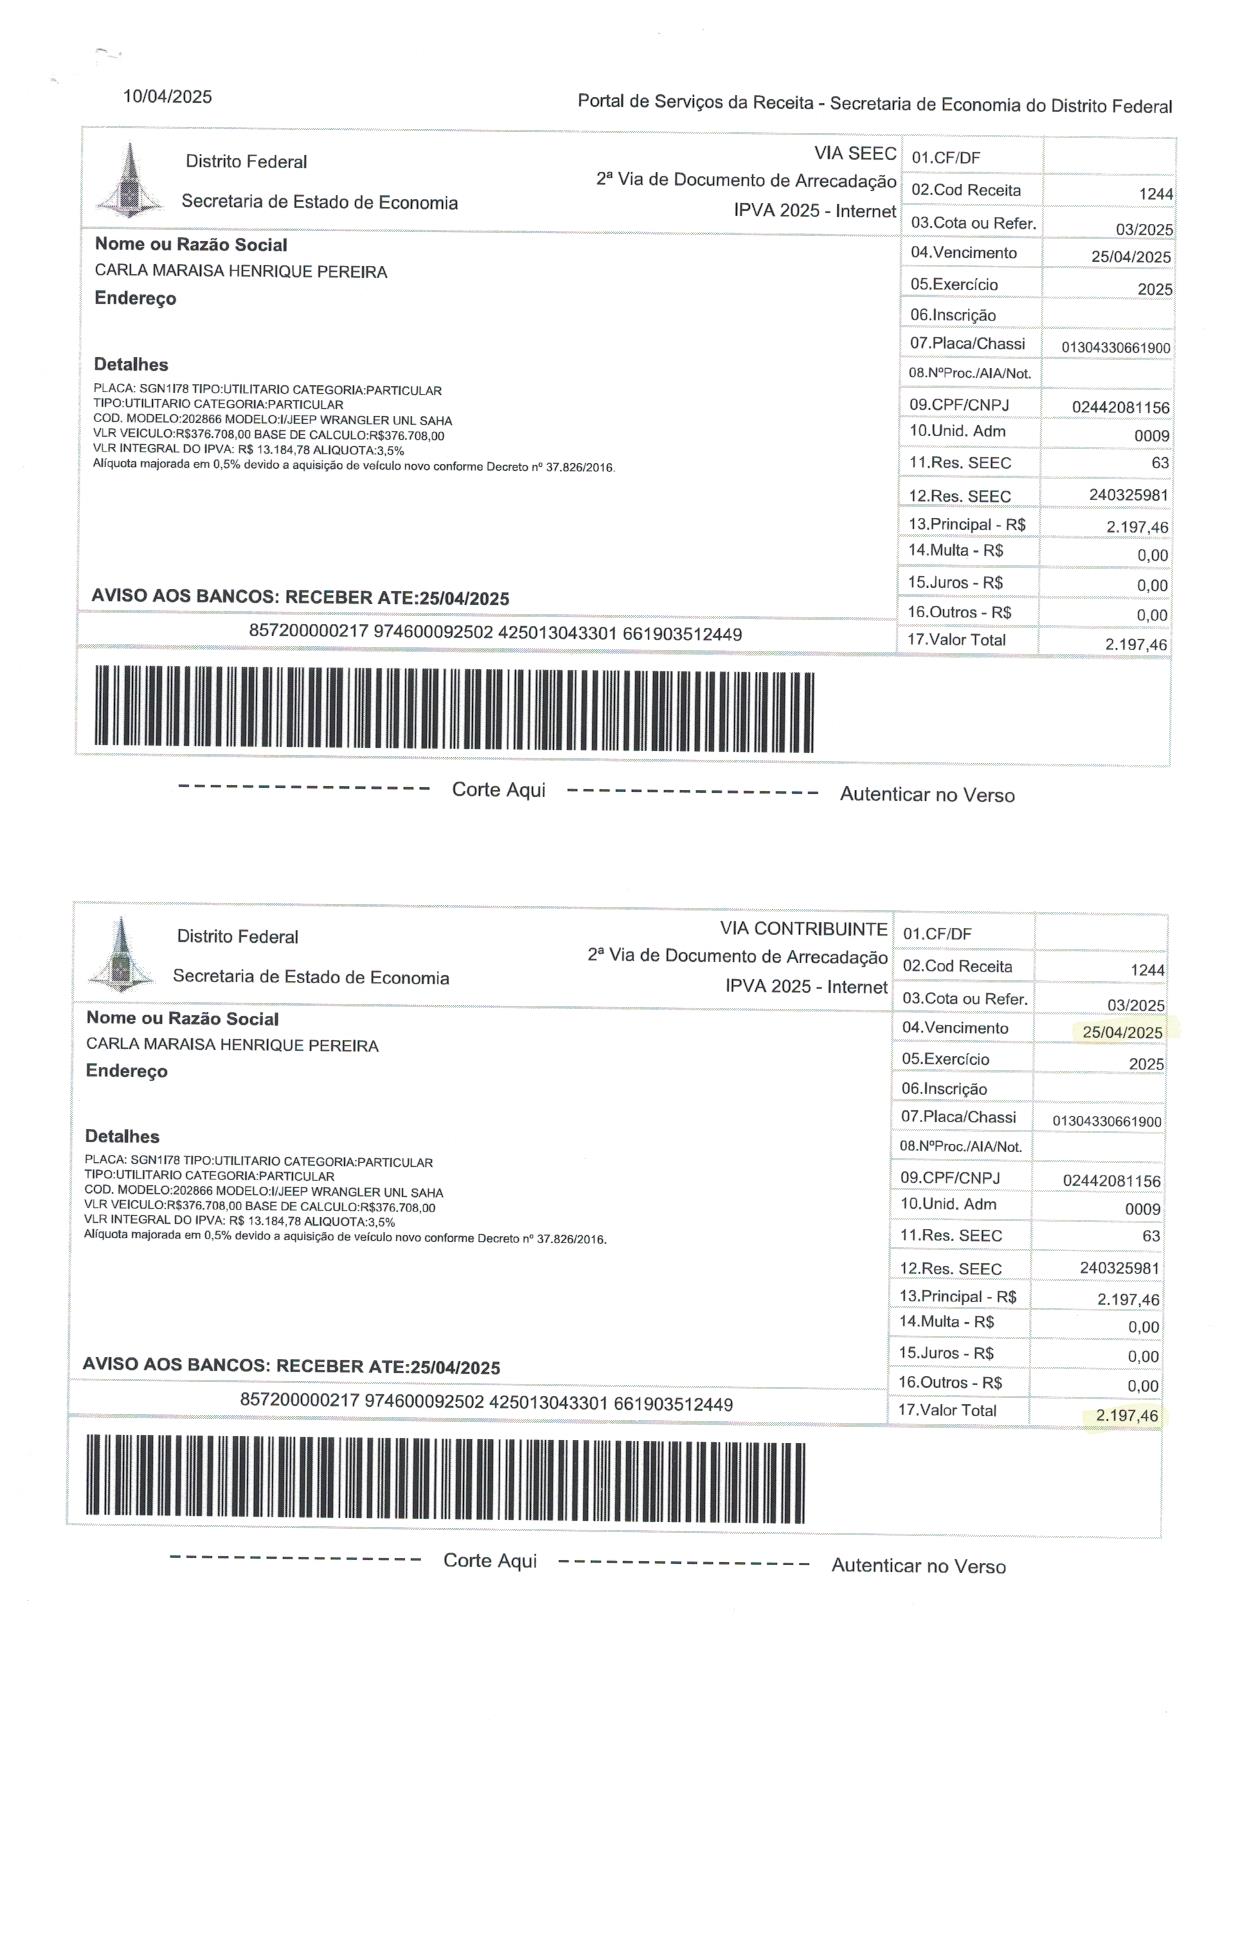 10/04/2025
Portal de Serviços da Receita - Secretaria de Economia do Distrito Federal
Distrito Federal
Secretaria de Estado de Economia
VIA SEEC
2ª Via de Documento de Arrecadação
IPVA 2025 - Internet
Nome ou Razão Social
CARLA MARAISA HENRIQUE PEREIRA
Endereço
Detalhes
PLACA: SGN1I78 TIPO:UTILITARIO CATEGORIA:PARTICULAR
TIPO:UTILITARIO CATEGORIA:PARTICULAR
COD. MODELO:202866 MODELO:I/JEEP WRANGLER UNL SAHA
VLR VEICULO:R$376.708,00 BASE DE CALCULO:R$376.708,00
VLR INTEGRAL DO IPVA: R$ 13.184,78 ALIQUOTA:3,5%
Alíquota majorada em 0,5% devido a aquisição de veículo novo conforme Decreto nº 37.826/2016.
AVISO AOS BANCOS: RECEBER ATE:25/04/2025
857200000217 974600092502 425013043301 661903512449
01.CF/DF
02.Cod Receita 1244
03.Cota ou Refer. 03/2025
04.Vencimento 25/04/2025
05.Exercício 2025
06.Inscrição
07.Placa/Chassi 01304330661900
08.NºProc./AIA/Not.
09.CPF/CNPJ 02442081156
10.Unid. Adm 0009
11.Res. SEEC 63
12.Res. SEEC 240325981
13.Principal - R$ 2.197,46
14.Multa - R$ 0,00
15.Juros - R$ 0,00
16.Outros - R$ 0,00
17.Valor Total 2.197,46
Corte Aqui Autenticar no Verso
Distrito Federal
Secretaria de Estado de Economia
VIA CONTRIBUINTE
2ª Via de Documento de Arrecadação
IPVA 2025 - Internet
Nome ou Razão Social
CARLA MARAISA HENRIQUE PEREIRA
Endereço
Detalhes
PLACA: SGN1I78 TIPO:UTILITARIO CATEGORIA:PARTICULAR
TIPO:UTILITARIO CATEGORIA:PARTICULAR
COD. MODELO:202866 MODELO:I/JEEP WRANGLER UNL SAHA
VLR VEICULO:R$376.708,00 BASE DE CALCULO:R$376.708,00
VLR INTEGRAL DO IPVA: R$ 13.184,78 ALIQUOTA:3,5%
Alíquota majorada em 0,5% devido a aquisição de veículo novo conforme Decreto nº 37.826/2016.
AVISO AOS BANCOS: RECEBER ATE:25/04/2025
857200000217 974600092502 425013043301 661903512449
01.CF/DF
02.Cod Receita 1244
03.Cota ou Refer. 03/2025
04.Vencimento 25/04/2025
05.Exercício 2025
06.Inscrição
07.Placa/Chassi 01304330661900
08.NºProc./AIA/Not.
09.CPF/CNPJ 02442081156
10.Unid. Adm 0009
11.Res. SEEC 63
12.Res. SEEC 240325981
13.Principal - R$ 2.197,46
14.Multa - R$ 0,00
15.Juros - R$ 0,00
16.Outros - R$ 0,00
17.Valor Total 2.197,46
Corte Aqui Autenticar no Verso